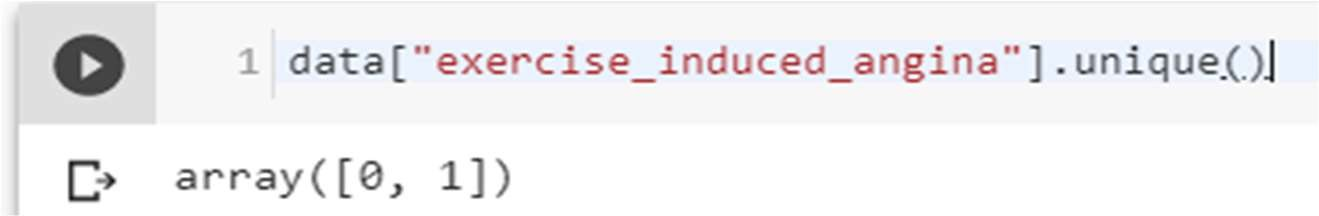 1 data["exercise_induced_angina"].unique()
array([0, 1])